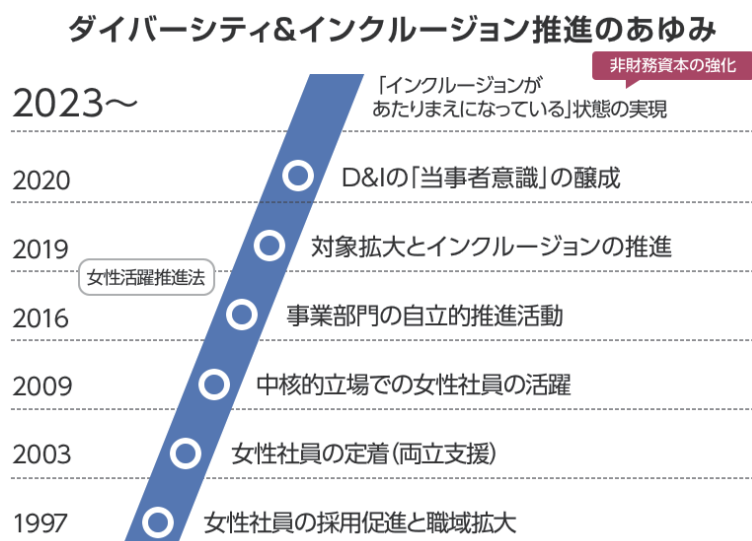 ダイバーシティ&インクルージョン推進のあゆみ
非財務資本の強化
2023〜
「インクルージョンが
あたりまえになっている」状態の実現
2020
D&Iの「当事者意識」の醸成
2019
対象拡大とインクルージョンの推進
女性活躍推進法
2016
事業部門の自立的推進活動
2009
中核的立場での女性社員の活躍
2003
女性社員の定着(両立支援)
1997
女性社員の採用促進と職域拡大